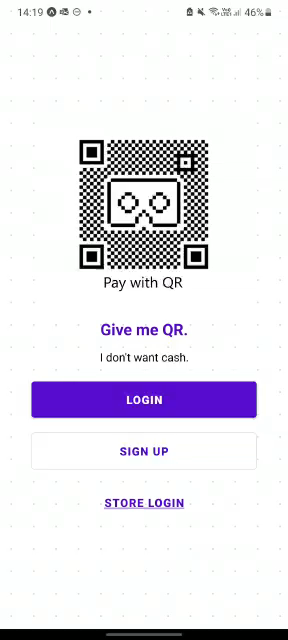 14:19
46%
Pay with QR
Give me QR.
I don't want cash.
LOGIN
SIGN UP
STORE LOGIN